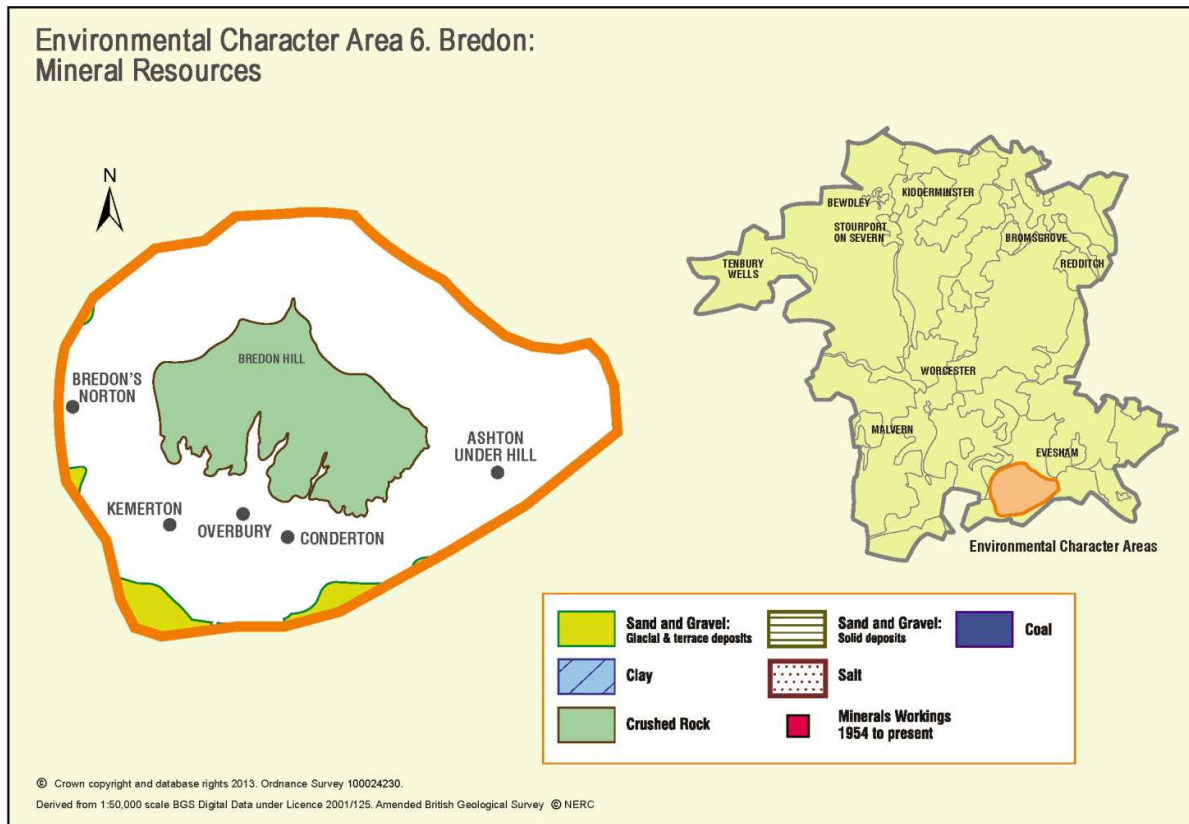 Environmental Character Area 6. Bredon:
Mineral Resources
N
BREDON HILL
BREDON'S
NORTON
ASHTON
UNDER HILL
KEMERTON
OVERBURY
CONDERTON
KIDDERMINSTER
BEWDLEY
STOURPORT
ON SEVERN
BROMSGROVE
REDDITCH
TENBURY
WELLS
WORCESTER
MALVERN
EVESHAM
Environmental Character Areas
Sand and Gravel:
Glacial & terrace deposits
Sand and Gravel:
Solid deposits
Coal
Clay
Salt
Crushed Rock
Minerals Workings
1954 to present
© Crown copyright and database rights 2013. Ordnance Survey 100024230.
Derived from 1:50,000 scale BGS Digital Data under Licence 2001/125. Amended British Geological Survey © NERC